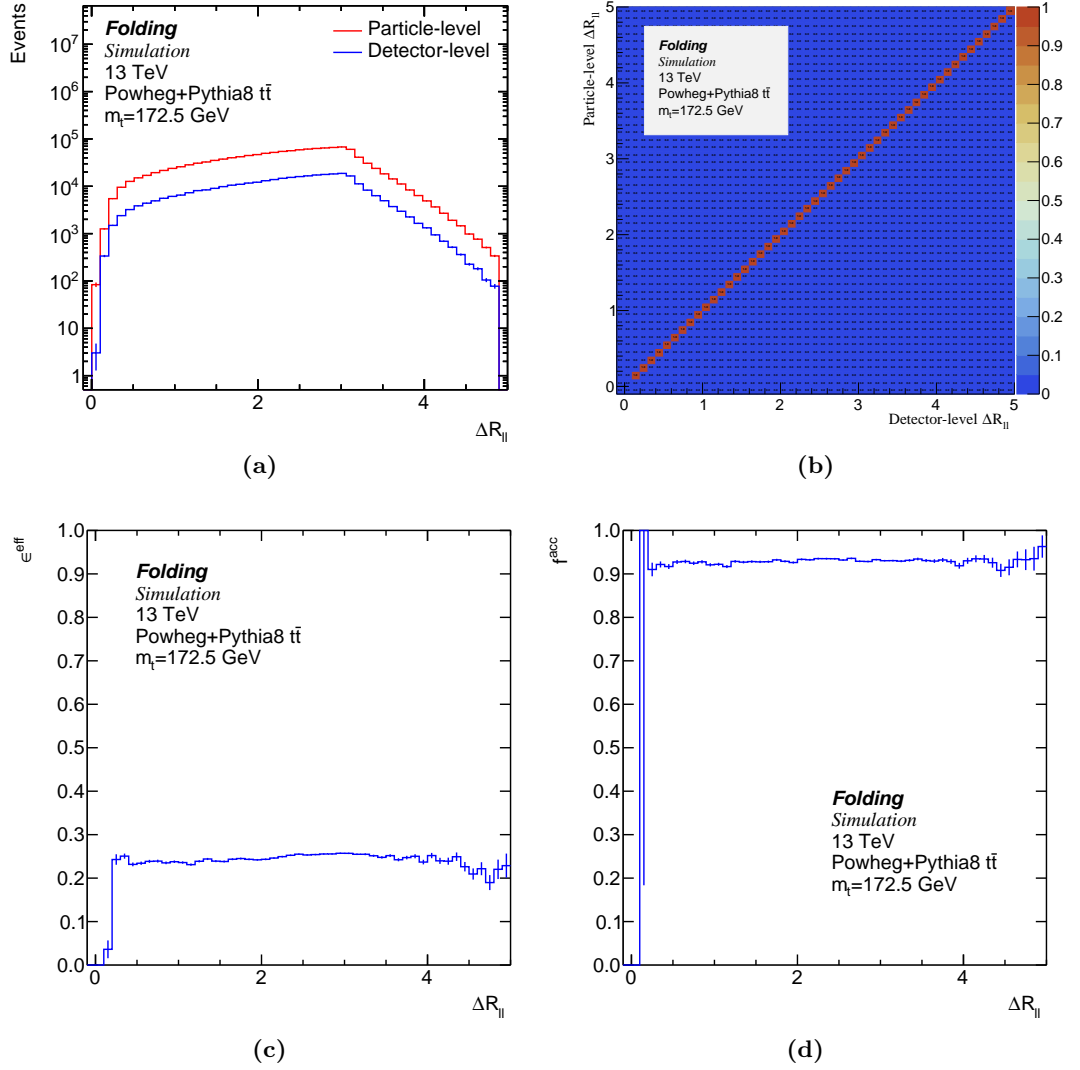 Events
10⁷
10⁶
10⁵
10⁴
10³
10²
10
1
Folding
Simulation
13 TeV
Powheg+Pythia8 tt̄
mₜ=172.5 GeV
Particle-level
Detector-level
0 2 4
ΔR_ll
(a)
Particle-level ΔR_ll
5
4
3
2
1
0
Folding
Simulation
13 TeV
Powheg+Pythia8 tt̄
mₜ=172.5 GeV
0 1 2 3 4 5
Detector-level ΔR_ll
1
0.9
0.8
0.7
0.6
0.5
0.4
0.3
0.2
0.1
0
(b)
ϵ^eff
1.0
0.9
0.8
0.7
0.6
0.5
0.4
0.3
0.2
0.1
0.0
Folding
Simulation
13 TeV
Powheg+Pythia8 tt̄
mₜ=172.5 GeV
0 2 4
ΔR_ll
(c)
f^acc
1.0
0.9
0.8
0.7
0.6
0.5
0.4
0.3
0.2
0.1
0.0
Folding
Simulation
13 TeV
Powheg+Pythia8 tt̄
mₜ=172.5 GeV
0 2 4
ΔR_ll
(d)